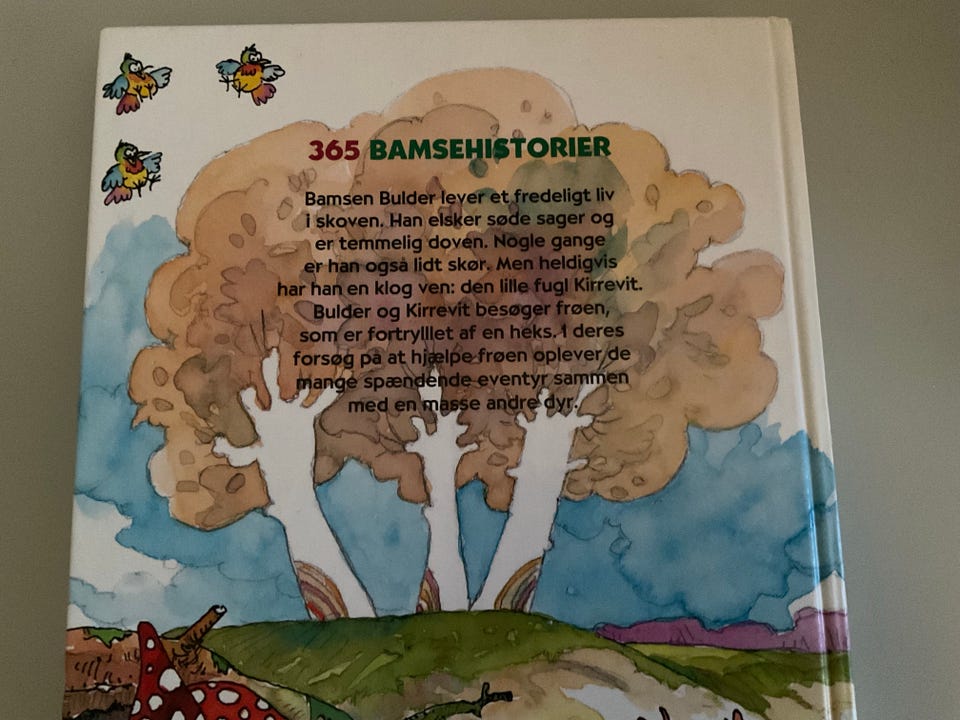 365 BAMSEHISTORIER
Bamsen Bulder lever et fredeligt liv
i skoven. Han elsker søde sager og
er temmelig doven. Nogle gange
er han også lidt skør. Men heldigvis
har han en klog ven: den lille fugl Kirrevit.
Bulder og Kirrevit besøger frøen,
som er fortrylllet af en heks. I deres
forsøg på at hjælpe frøen oplever de
mange spændende eventyr sammen
med en masse andre dyr.